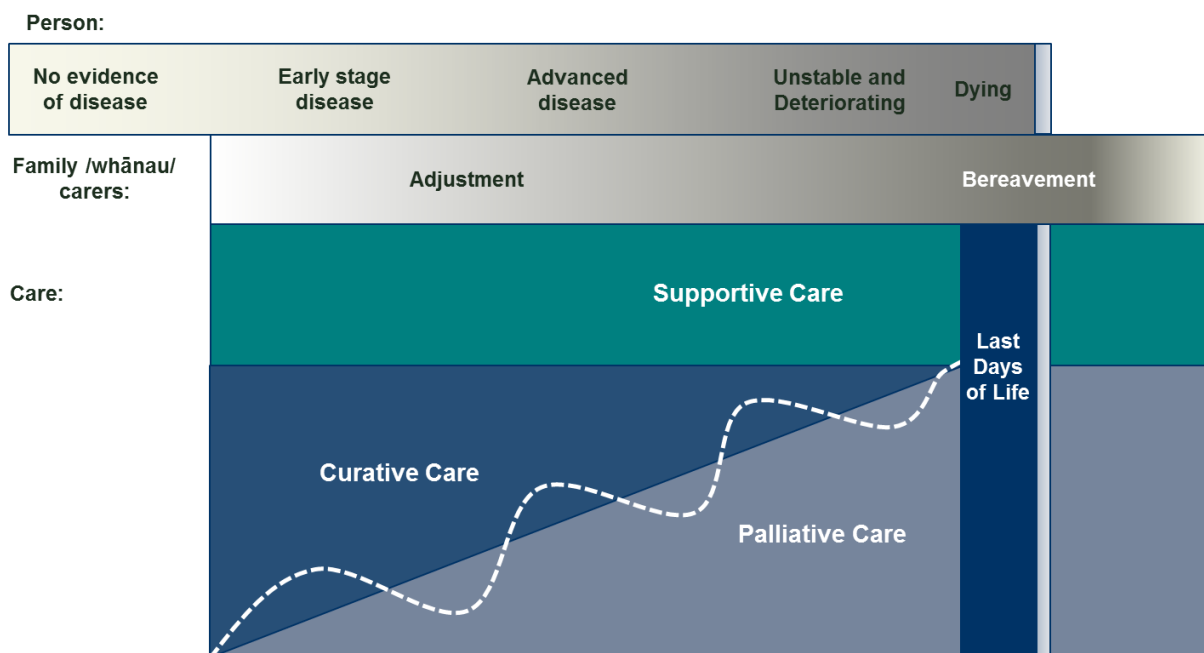 Person:
No evidence
of disease
Early stage
disease
Advanced
disease
Unstable and
Deteriorating
Dying
Family /whānau/
carers:
Adjustment
Bereavement
Care:
Supportive Care
Last
Days
of Life
Curative Care
Palliative Care